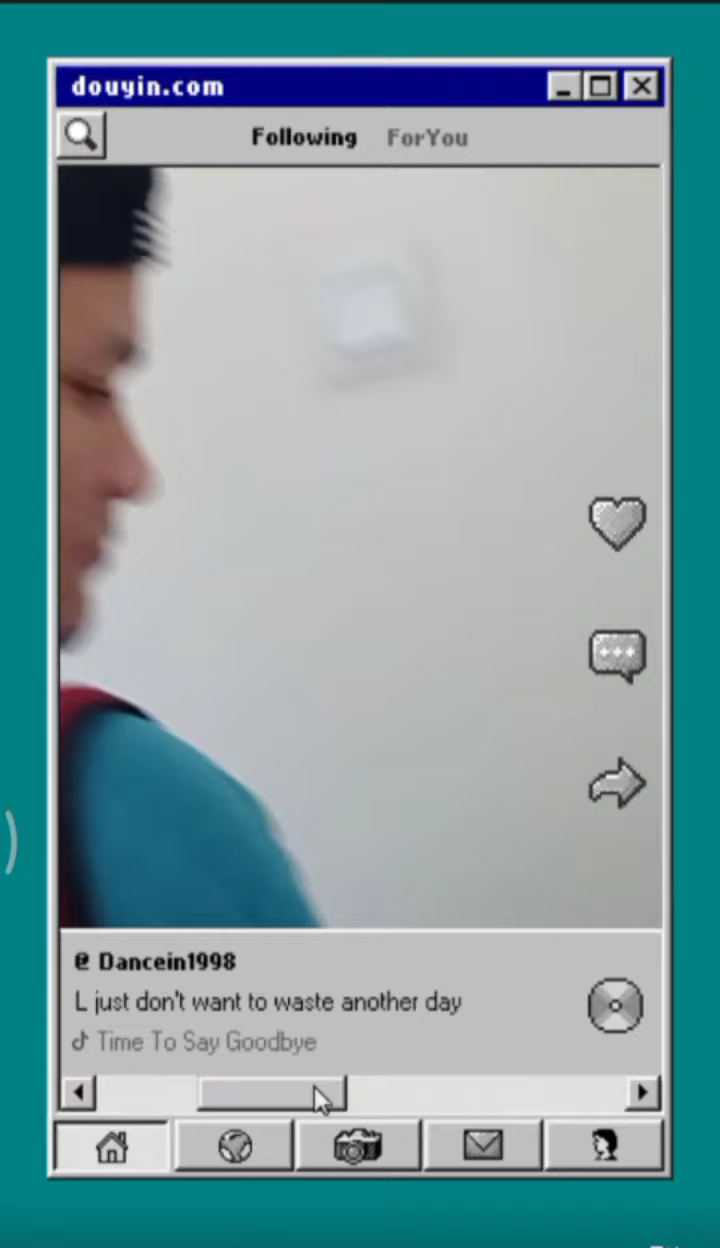 douyin.com
Following ForYou
@ Dancein1998
L just don't want to waste another day
Time To Say Goodbye